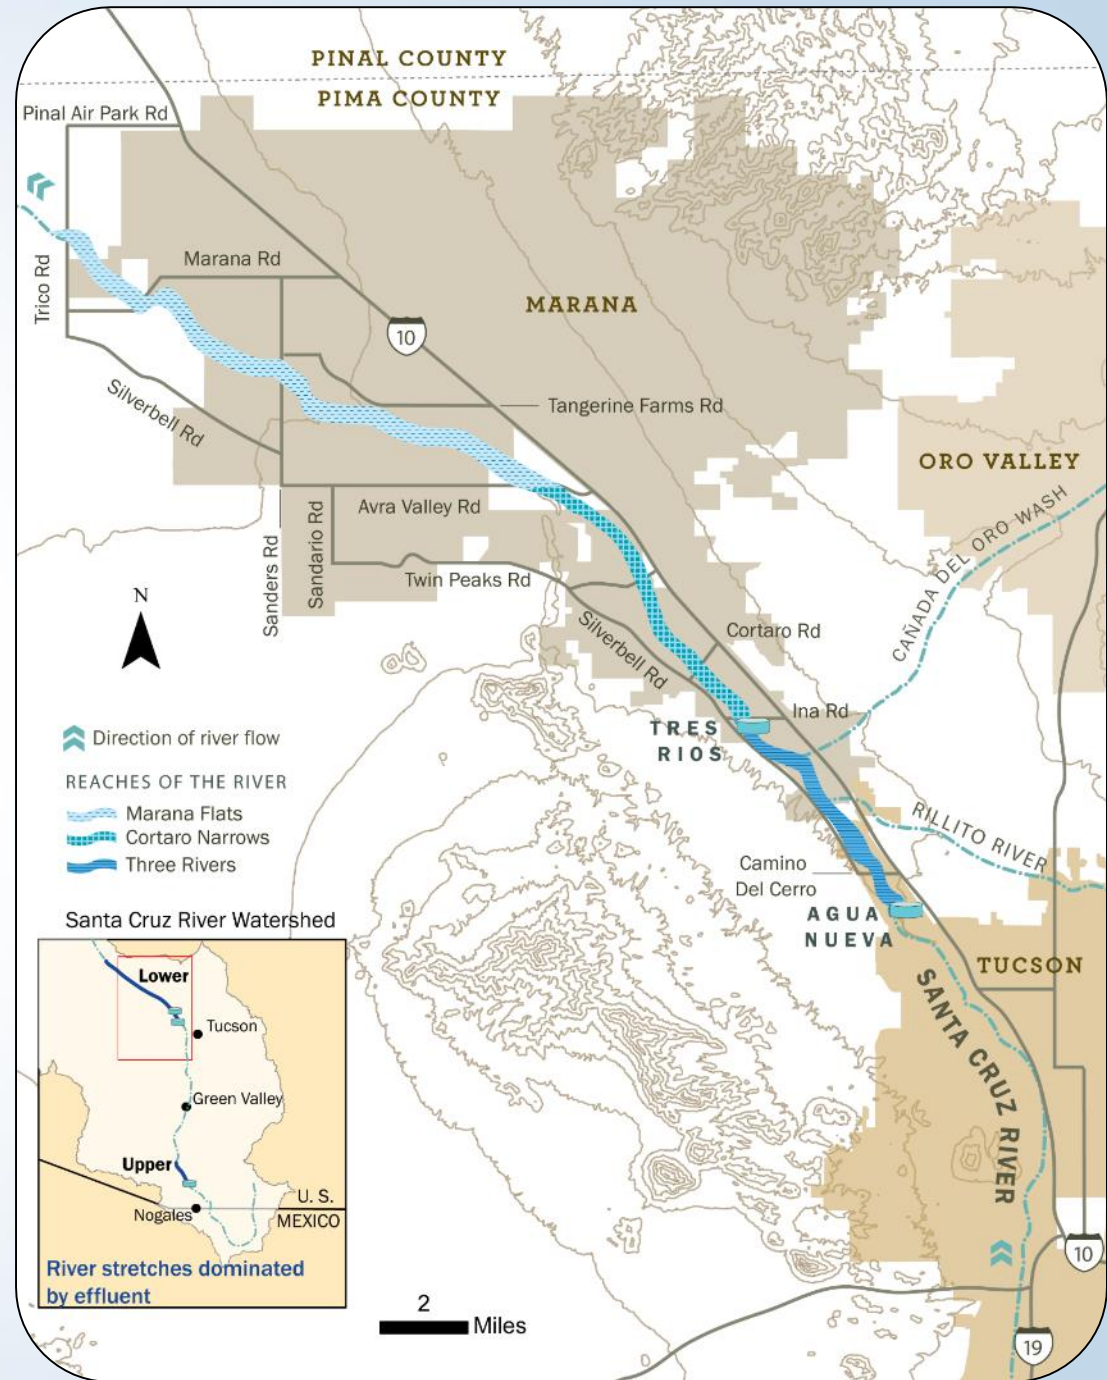 PINAL COUNTY
PIMA COUNTY
Pinal Air Park Rd
Trico Rd
Marana Rd
MARANA
10
Silverbell Rd
Tangerine Farms Rd
ORO VALLEY
CAÑADA DEL ORO WASH
Avra Valley Rd
Sanders Rd
Sandario Rd
Twin Peaks Rd
N
Silverbell Rd
Cortaro Rd
Ina Rd
TRES
RIOS
Direction of river flow
REACHES OF THE RIVER
Marana Flats
Cortaro Narrows
Three Rivers
RILLITO RIVER
Camino
Del Cerro
AGUA
NUEVA
TUCSON
SANTA CRUZ RIVER
Santa Cruz River Watershed
Lower
Tucson
Green Valley
Upper
Nogales
U. S.
MEXICO
River stretches dominated
by effluent
2
Miles
10
19